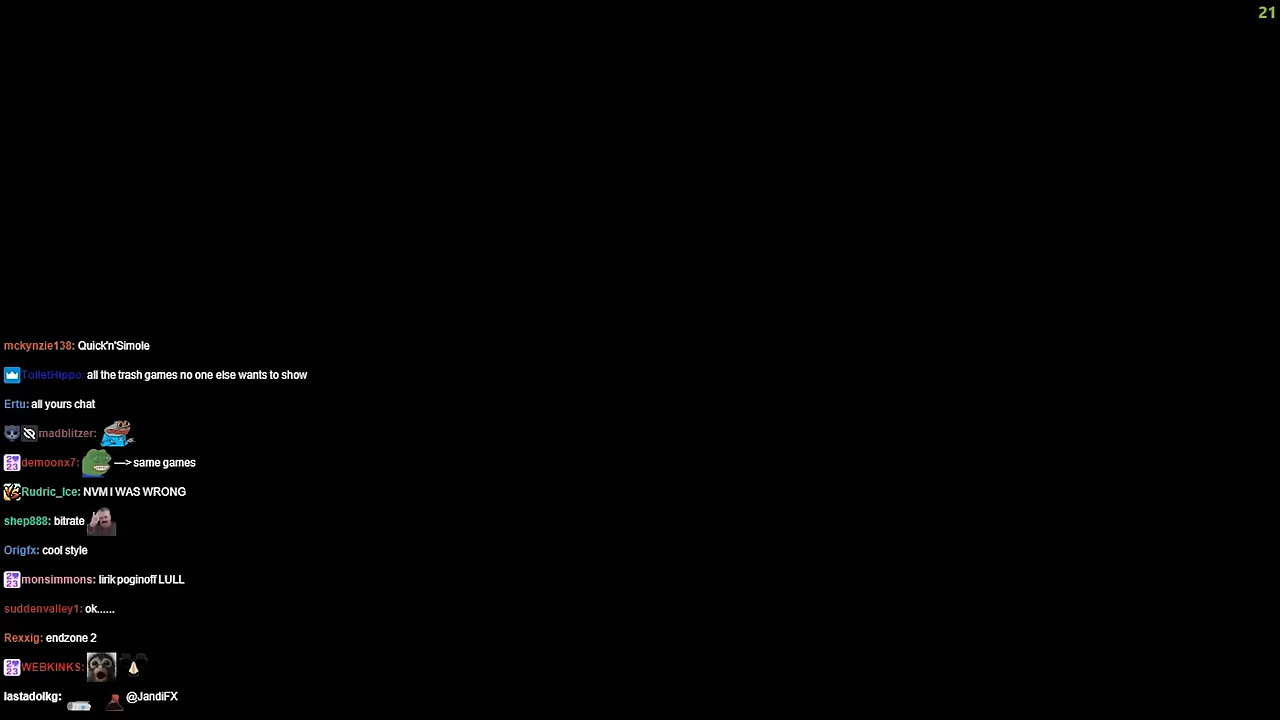 21
mckynzie138: Quick'n'Simole
ToiletHippo: all the trash games no one else wants to show
Ertu: all yours chat
madblitzer:
demoonx7: —> same games
Rudric_Ice: NVM I WAS WRONG
shep888: bitrate
Origfx: cool style
monsimmons: lirik poginoff LULL
suddenvalley1: ok......
Rexxig: endzone 2
WEBKINKS:
lastadolkg: @JandiFX